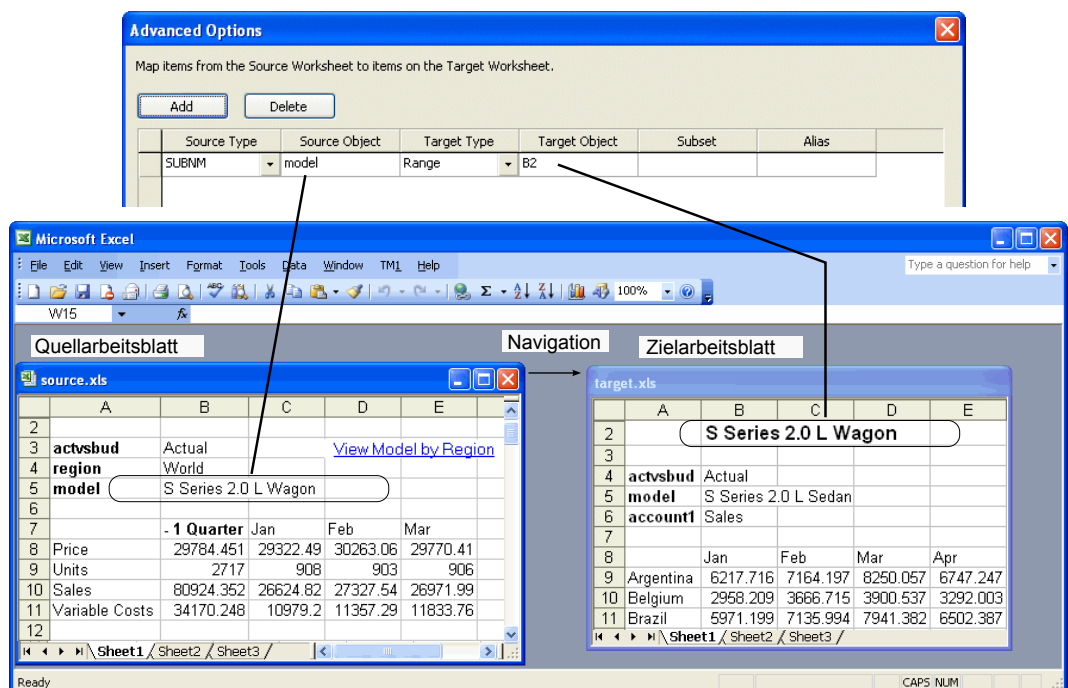 Advanced Options
Map items from the Source Worksheet to items on the Target Worksheet.
Add Delete
Source Type Source Object Target Type Target Object Subset Alias
SUBNM model Range B2
Microsoft Excel
File Edit View Insert Format Tools Data Window TM1 Help
Type a question for help
100%
W15 fx
Quellarbeitsblatt
Navigation
Zielarbeitsblatt
source.xls
A B C D E
2
3 actvsbud Actual View Model by Region
4 region World
5 model S Series 2.0 L Wagon
6
7 - 1 Quarter Jan Feb Mar
8 Price 29784.451 29322.49 30263.06 29770.41
9 Units 2717 908 903 906
10 Sales 80924.352 26624.82 27327.54 26971.99
11 Variable Costs 34170.248 10979.2 11357.29 11833.76
12
Sheet1 Sheet2 Sheet3
target.xls
A B C D E
2 S Series 2.0 L Wagon
3
4 actvsbud Actual
5 model S Series 2.0 L Sedan
6 account1 Sales
7
8 Jan Feb Mar Apr
9 Argentina 6217.716 7164.197 8250.057 6747.247
10 Belgium 2958.209 3666.715 3900.537 3292.003
11 Brazil 5971.199 7135.994 7941.382 6502.387
Sheet1 Sheet2 Sheet3
Ready
CAPS NUM